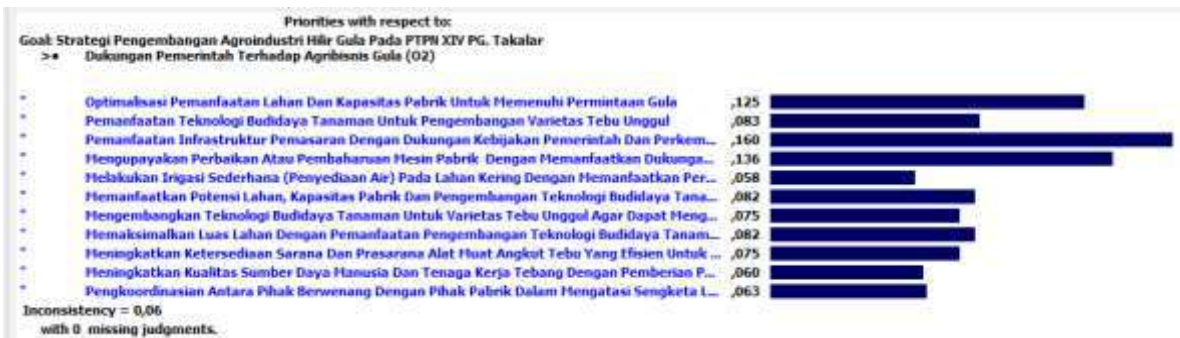 Priorities with respect to:
Goal: Strategi Pengembangan Agroindustri Hilir Gula Pada PTPN XIV PG. Takalar
>• Dukungan Pemerintah Terhadap Agribisnis Gula (O2)
Optimalisasi Pemanfaatan Lahan Dan Kapasitas Pabrik Untuk Memenuhi Permintaan Gula ,125
Pemanfaatan Teknologi Budidaya Tanaman Untuk Pengembangan Varietas Tebu Unggul ,083
Pemanfaatan Infrastruktur Pemasaran Dengan Dukungan Kebijakan Pemerintah Dan Perkem... ,160
Mengupayakan Perbaikan Atau Pembaharuan Mesin Pabrik Dengan Memanfaatkan Dukunga... ,136
Melakukan Irigasi Sederhana (Penyediaan Air) Pada Lahan Kering Dengan Memanfaatkan Per... ,058
Memanfaatkan Potensi Lahan, Kapasitas Pabrik Dan Pengembangan Teknologi Budidaya Tana... ,082
Mengembangkan Teknologi Budidaya Tanaman Untuk Varietas Tebu Unggul Agar Dapat Meng... ,075
Memaksimalkan Luas Lahan Dengan Pemanfaatan Pengembangan Teknologi Budidaya Tanam... ,082
Meningkatkan Ketersediaan Sarana Dan Prasarana Alat Muat Angkut Tebu Yang Efisien Untuk ... ,075
Meningkatkan Kualitas Sumber Daya Manusia Dan Tenaga Kerja Tebang Dengan Pemberian P... ,060
Pengkoordinasian Antara Pihak Berwenang Dengan Pihak Pabrik Dalam Mengatasi Sengketa L... ,063
Inconsistency = 0,06
with 0 missing judgments.